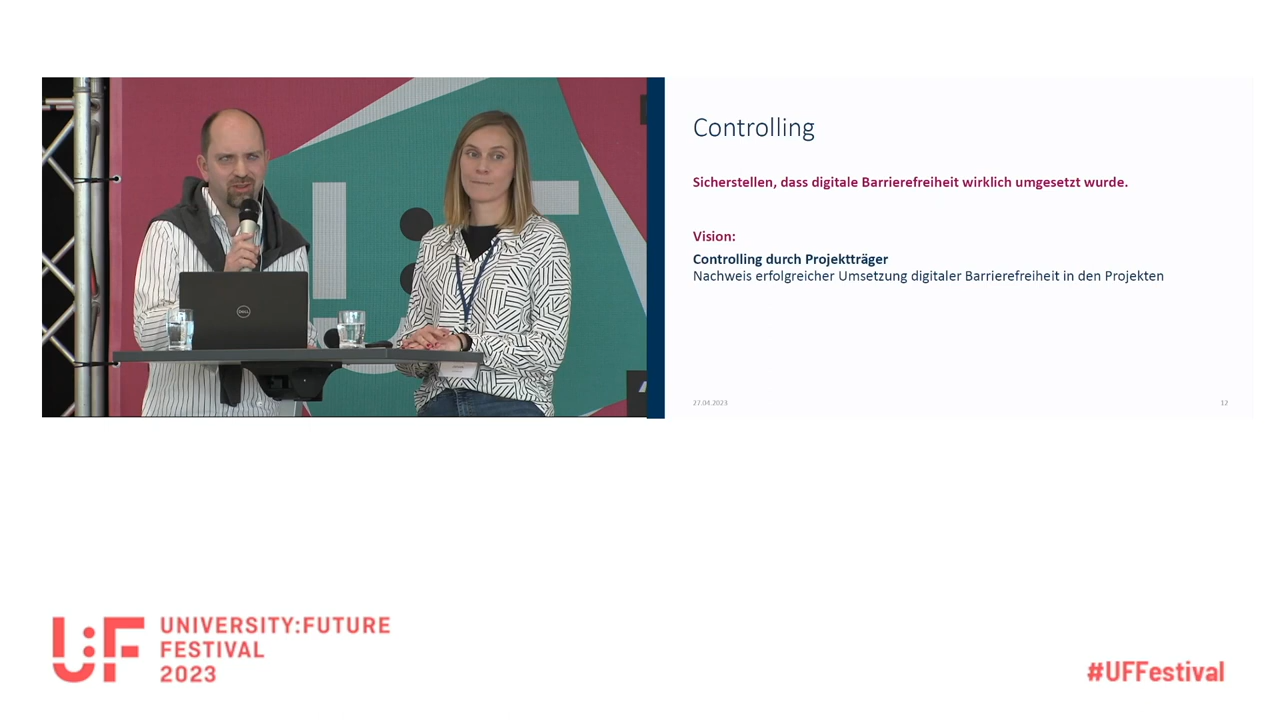 Controlling
Sicherstellen, dass digitale Barrierefreiheit wirklich umgesetzt wurde.
Vision:
Controlling durch Projektträger
Nachweis erfolgreicher Umsetzung digitaler Barrierefreiheit in den Projekten
27.04.2023
12
DELL
U:F
UNIVERSITY:FUTURE
FESTIVAL
2023
#UFFestival